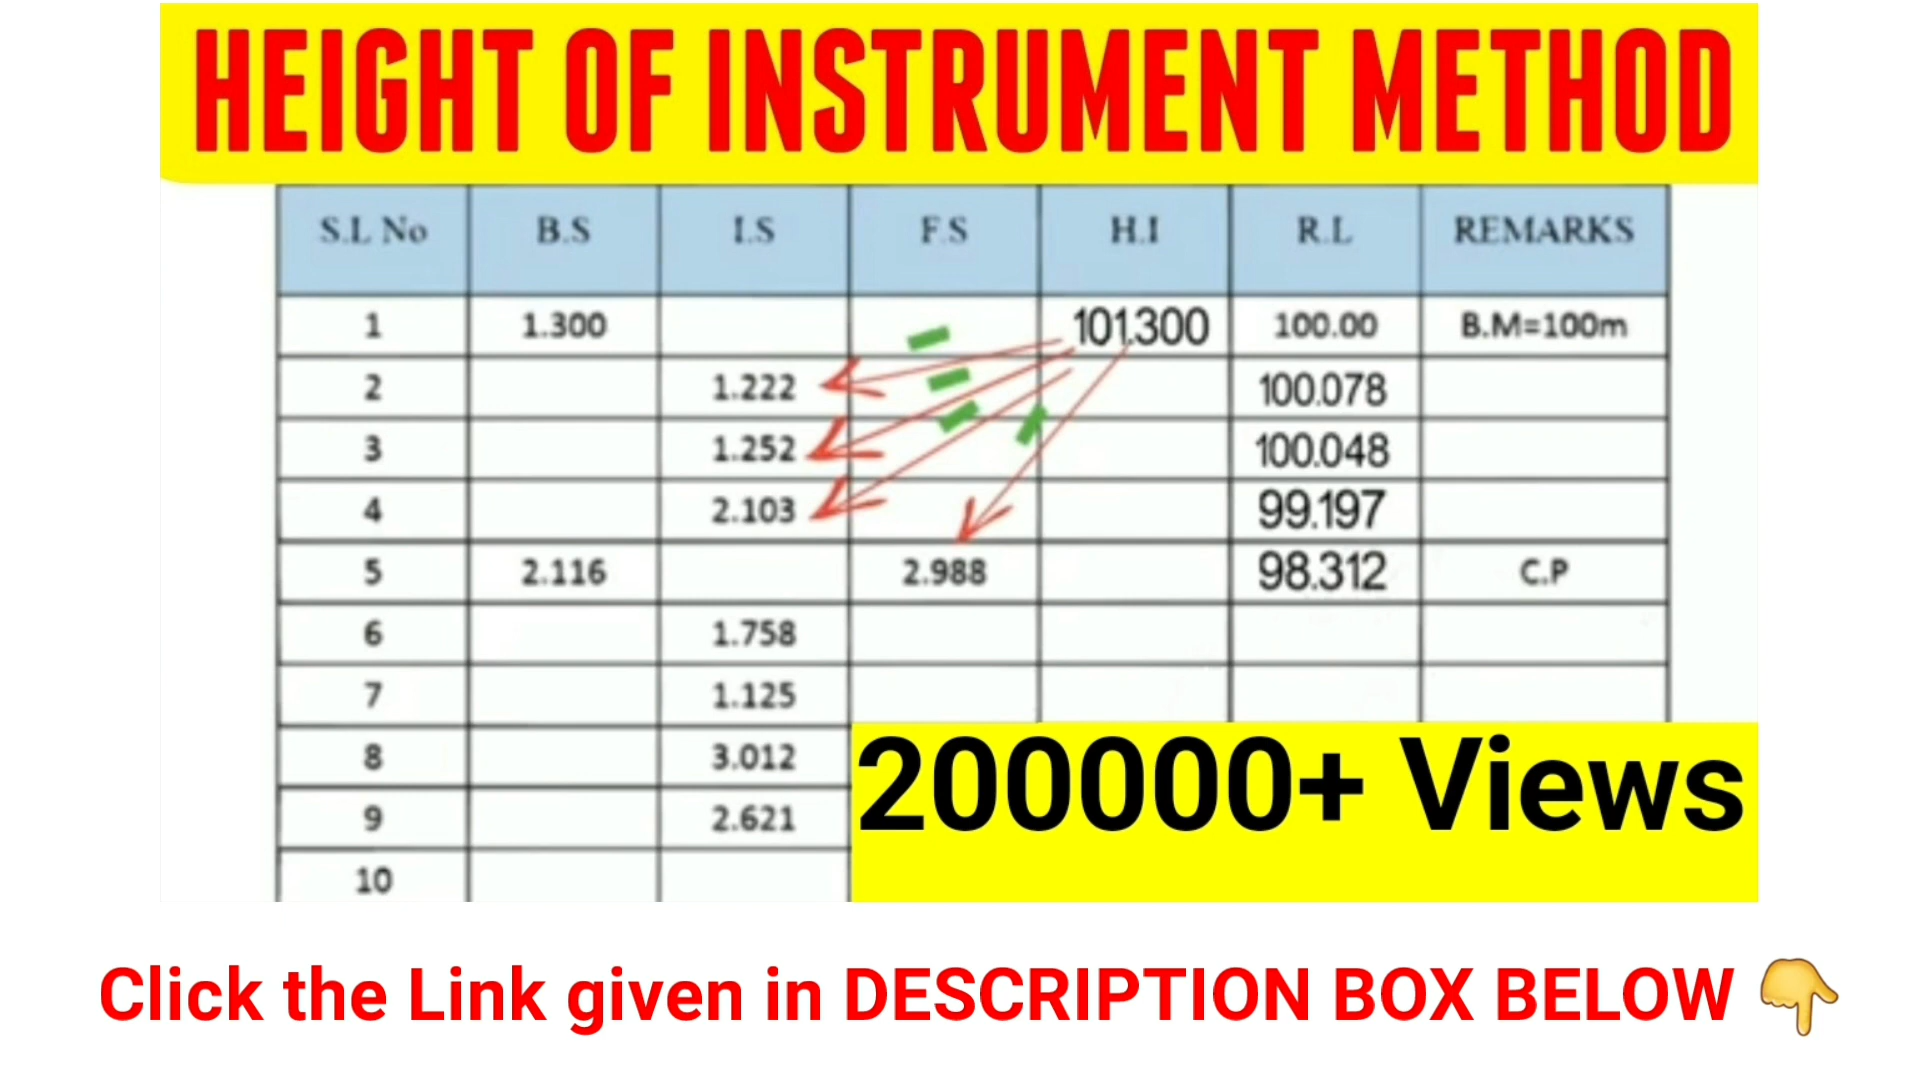 HEIGHT OF INSTRUMENT METHOD
S.L No B.S I.S F.S H.I R.L REMARKS
1 1.300 101.300 100.00 B.M=100m
2 1.222 100.078
3 1.252 100.048
4 2.103 99.197
5 2.116 2.988 98.312 C.P
6 1.758
7 1.125
8 3.012
9 2.621
10
200000+ Views
Click the Link given in DESCRIPTION BOX BELOW 👇